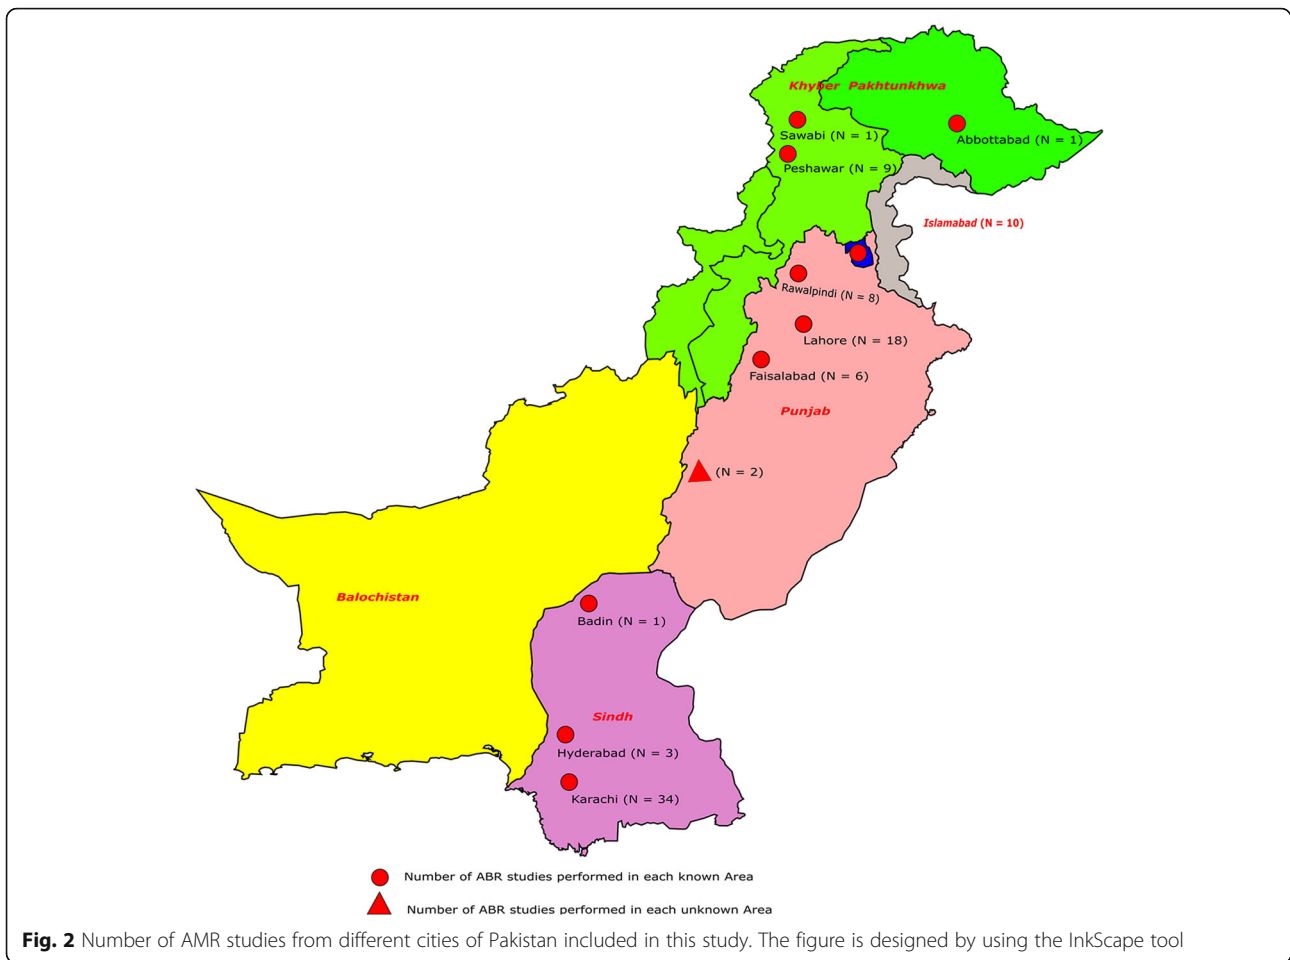 Khyber Pakhtunkhwa
Sawabi (N = 1)
Abbottabad (N = 1)
Peshawar (N = 9)
Islamabad (N = 10)
Rawalpindi (N = 8)
Lahore (N = 18)
Faisalabad (N = 6)
Punjab
(N = 2)
Balochistan
Badin (N = 1)
Sindh
Hyderabad (N = 3)
Karachi (N = 34)
Number of ABR studies performed in each known Area
Number of ABR studies performed in each unknown Area
Fig. 2 Number of AMR studies from different cities of Pakistan included in this study. The figure is designed by using the InkScape tool